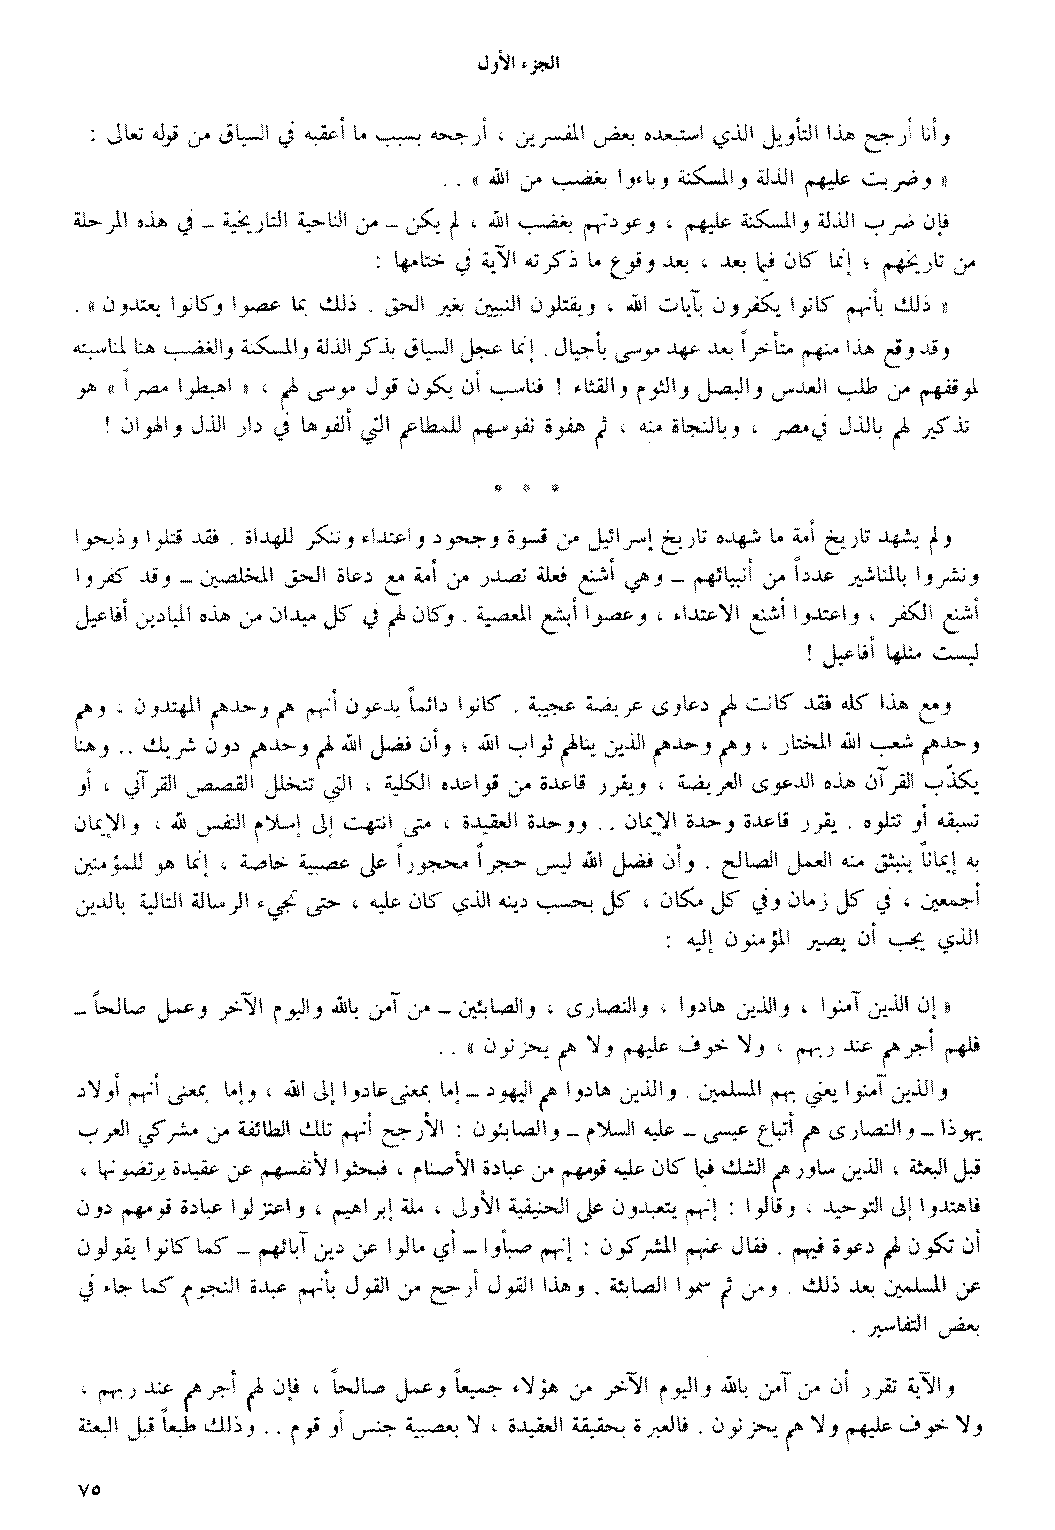 الجزء الأول
وأنا أرجح هذا التأويل الذي استبعده بعض المفسرين ، أرجحه بسبب ما أعقبه في السياق من قوله تعالى :
« وضربت عليهم الذلة والمسكنة وباءوا بغضب من الله » . .
فإن ضرب الذلة والمسكنة عليهم ، وعودتهم بغضب الله ، لم يكن – من الناحية التاريخية – في هذه المرحلة
من تاريخهم ؛ إنما كان فيما بعد ، بعد وقوع ما ذكرته الآية في ختامها :
« ذلك بأنهم كانوا يكفرون بآيات الله ، ويقتلون النبيين بغير الحق . ذلك بما عصوا وكانوا يعتدون » .
وقد وقع هذا منهم متأخراً بعد عهد موسى بأجيال . إنما عجل السياق بذكر الذلة والمسكنة والغضب هنا لمناسبته
لموقفهم من طلب العدس والبصل والثوم والقثاء ! فناسب أن يكون قول موسى لهم ، « اهبطوا مصراً » هو
تذكير لهم بالذل في مصر ، وبالنجاة منه ، ثم هفوة نفوسهم للمطاعم التي ألفوها في دار الذل والهوان !
* * *
ولم يشهد تاريخ أمة ما شهده تاريخ إسرائيل من قسوة وجحود واعتداء وتنكر للهداة . فقد قتلوا وذبحوا
ونشروا بالمناشير عدداً من أنبيائهم – وهي أشنع فعلة تصدر من أمة مع دعاة الحق المخلصين – وقد كفروا
أشنع الكفر ، واعتدوا أشنع الاعتداء ، وعصوا أبشع المعصية . وكان لهم في كل ميدان من هذه الميادين أفاعيل
ليست مثلها أفاعيل !
ومع هذا كله فقد كانت لهم دعاوى عريضة عجيبة . كانوا دائماً يدعون أنهم هم وحدهم المهتدون ، وهم
وحدهم شعب الله المختار ، وهم وحدهم الذين ينالهم ثواب الله ؛ وأن فضل الله لهم وحدهم دون شريك . . وهنا
يكذّب القرآن هذه الدعوى العريضة ، ويقرر قاعدة من قواعده الكلية ، التي تتخلل القصص القرآني ، أو
تسبقه أو تتلوه . يقرر قاعدة وحدة الإيمان . . ووحدة العقيدة ، متى انتهت إلى إسلام النفس لله ، والإيمان
به إيماناً ينبثق منه العمل الصالح . وأن فضل الله ليس حجراً محجوراً على عصبية خاصة ، إنما هو للمؤمنين
أجمعين ، في كل زمان وفي كل مكان ، كل بحسب دينه الذي كان عليه ، حتى تجيء الرسالة التالية بالدين
الذي يجب أن يصير المؤمنون إليه :
« إن الذين آمنوا ، والذين هادوا ، والنصارى ، والصابئين – من آمن بالله واليوم الآخر وعمل صالحاً –
فلهم أجرهم عند ربهم ، ولا خوف عليهم ولا هم يحزنون » . .
والذين آمنوا يعني بهم المسلمين . والذين هادوا هم اليهود – إما بمعنى عادوا إلى الله ، وإما بمعنى أنهم أولاد
يهوذا – والنصارى هم أتباع عيسى – عليه السلام – والصابئون : الأرجح أنهم تلك الطائفة من مشركي العرب
قبل البعثة ، الذين ساورهم الشك فيما كان عليه قومهم من عبادة الأصنام ، فبحثوا لأنفسهم عن عقيدة يرتضونها ،
فاهتدوا إلى التوحيد ، وقالوا : إنهم يتعبدون على الحنيفية الأولى ، ملة إبراهيم ، واعتزلوا عبادة قومهم دون
أن تكون لهم دعوة فيهم . فقال عنهم المشركون : إنهم صبأوا – أي مالوا عن دين آبائهم – كما كانوا يقولون
عن المسلمين بعد ذلك . ومن ثم سموا الصابئة . وهذا القول أرجح من القول بأنهم عبدة النجوم كما جاء في
بعض التفاسير .
والآية تقرر أن من آمن بالله واليوم الآخر من هؤلاء جميعاً وعمل صالحاً ، فإن لهم أجرهم عند ربهم ،
ولا خوف عليهم ولا هم يحزنون . فالعبرة بحقيقة العقيدة ، لا بعصبية جنس أو قوم . . وذلك طبعاً قبل البعثة
٧٥